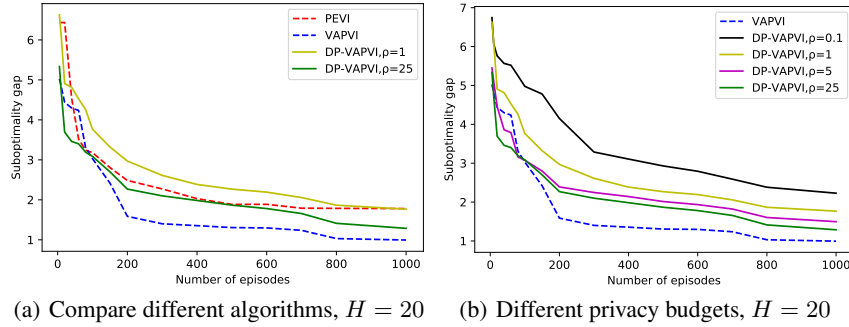 PEVI
VAPVI
DP-VAPVI,ρ=1
DP-VAPVI,ρ=25
Suboptimality gap
6
5
4
3
2
1
0 200 400 600 800 1000
Number of episodes
(a) Compare different algorithms, H = 20
VAPVI
DP-VAPVI,ρ=0.1
DP-VAPVI,ρ=1
DP-VAPVI,ρ=5
DP-VAPVI,ρ=25
Suboptimality gap
7
6
5
4
3
2
1
0 200 400 600 800 1000
Number of episodes
(b) Different privacy budgets, H = 20